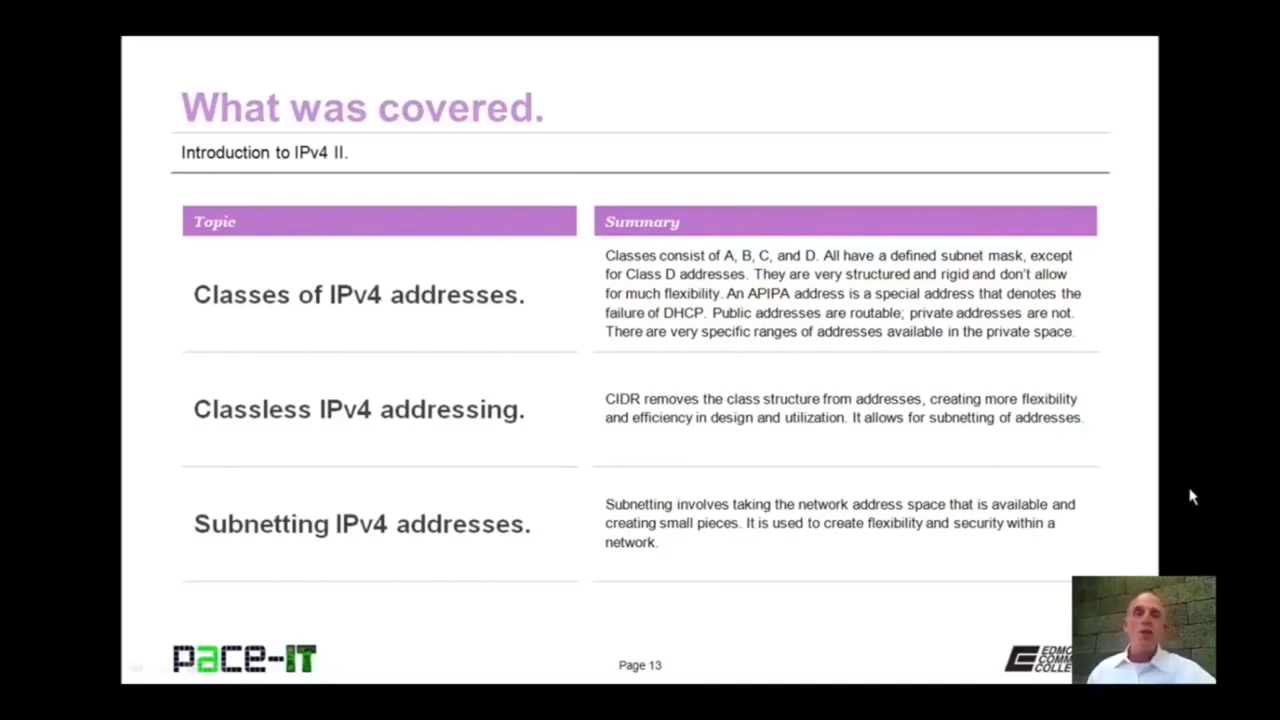 What was covered.
Introduction to IPv4 II.
Topic
Summary
Classes of IPv4 addresses.
Classes consist of A, B, C, and D. All have a defined subnet mask, except
for Class D addresses. They are very structured and rigid and don't allow
for much flexibility. An APIPA address is a special address that denotes the
failure of DHCP. Public addresses are routable; private addresses are not.
There are very specific ranges of addresses available in the private space.
Classless IPv4 addressing.
CIDR removes the class structure from addresses, creating more flexibility
and efficiency in design and utilization. It allows for subnetting of addresses.
Subnetting IPv4 addresses.
Subnetting involves taking the network address space that is available and
creating small pieces. It is used to create flexibility and security within a
network.
pace-IT
Page 13